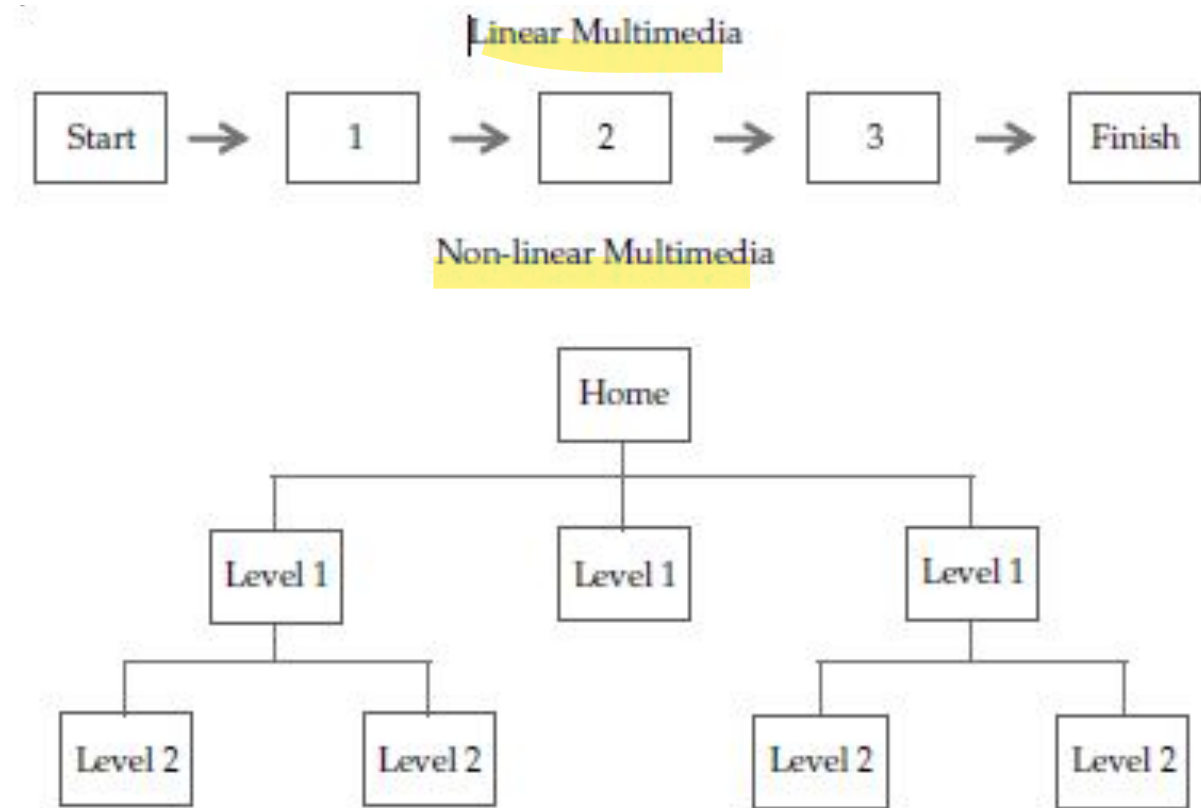 Linear Multimedia
Start 1 2 3 Finish
Non-linear Multimedia
Home
Level 1 Level 1 Level 1
Level 2 Level 2 Level 2 Level 2